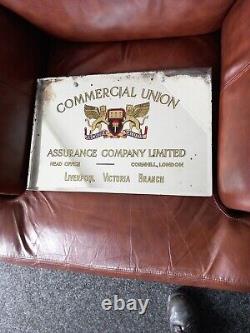 COMMERCIAL UNION
ASSURANCE COMPANY LIMITED
HEAD OFFICE — CORNHILL, LONDON
LIVERPOOL VICTORIA BRANCH